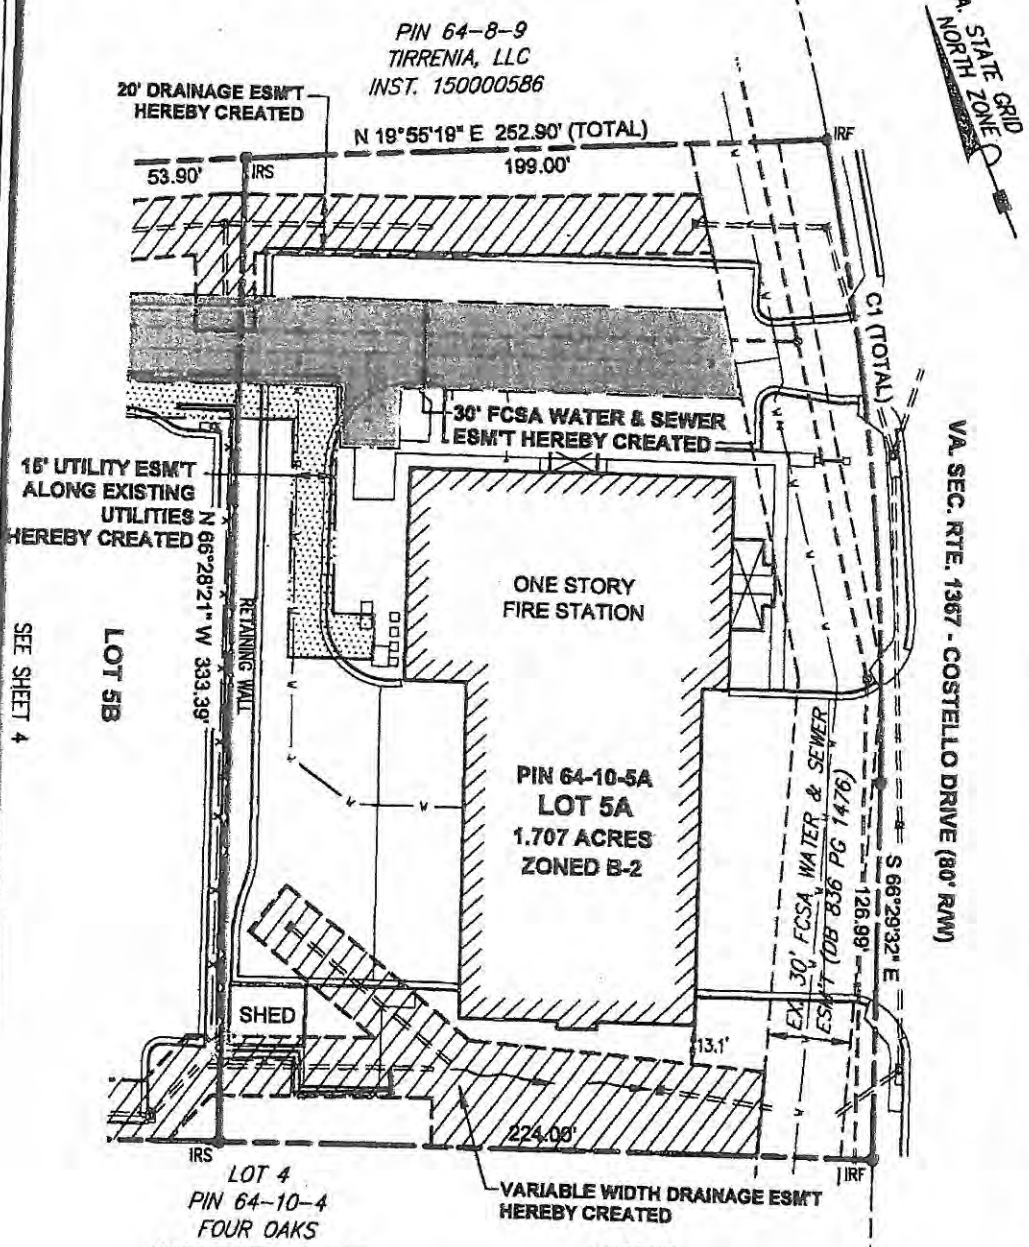 PIN 64-8-9
TIRRENIA, LLC
INST. 150000586
A. STATE GRID
NORTH ZONE
20' DRAINAGE ESM'T
HEREBY CREATED
N 19°55'19" E 252.90' (TOTAL)
53.90'
IRS
199.00'
IRF
C1 (TOTAL)
30' FCSA WATER & SEWER
ESM'T HEREBY CREATED
15' UTILITY ESM'T
ALONG EXISTING
UTILITIES
HEREBY CREATED
N 66°28'21" W 333.39'
RETAINING WALL
LOT 5B
SEE SHEET 4
ONE STORY
FIRE STATION
PIN 64-10-5A
LOT 5A
1.707 ACRES
ZONED B-2
VA. SEC. RTE. 1367 - COSTELLO DRIVE (80' R/W)
S 66°29'32" E
126.99'
EX. 30' FCSA WATER & SEWER
ESM'T (DB 836 PG 1476)
SHED
13.1'
224.00'
IRS
IRF
LOT 4
PIN 64-10-4
FOUR OAKS
VARIABLE WIDTH DRAINAGE ESM'T
HEREBY CREATED